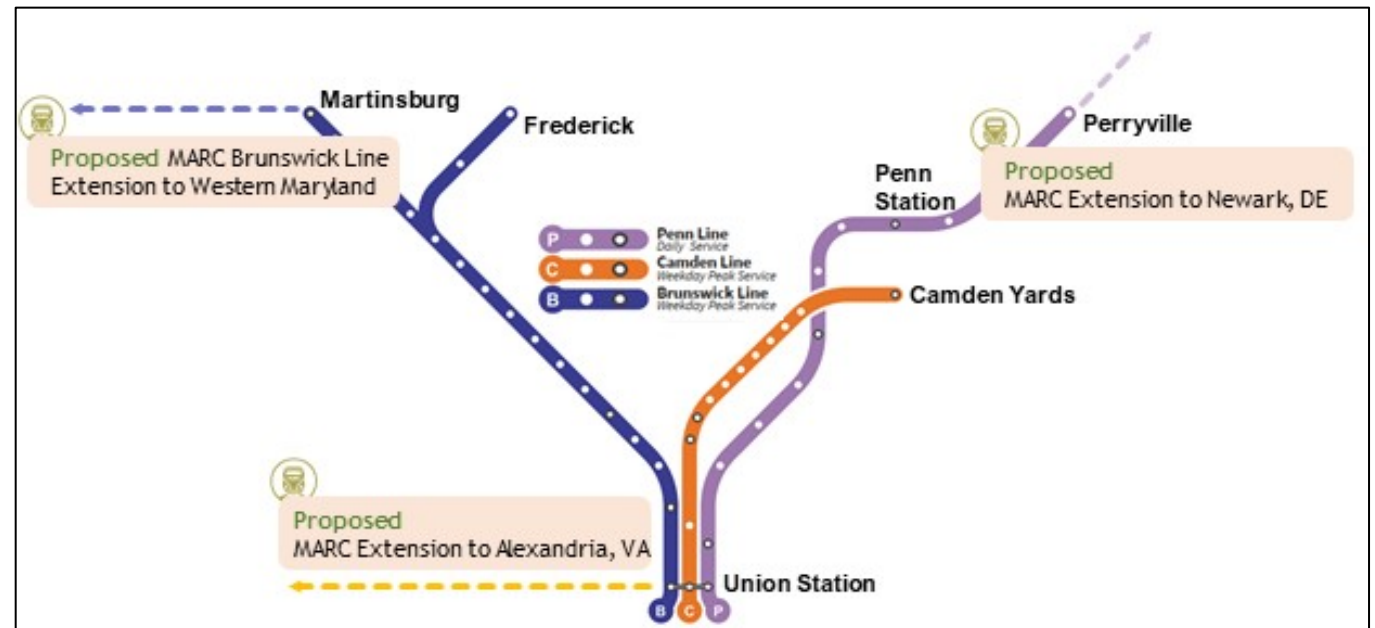 Martinsburg
Frederick
Proposed MARC Brunswick Line
Extension to Western Maryland
Perryville
Proposed
MARC Extension to Newark, DE
Penn
Station
P
Penn Line
Daily Service
C
Camden Line
Weekday Peak Service
B
Brunswick Line
Weekday Peak Service
Camden Yards
Proposed
MARC Extension to Alexandria, VA
Union Station
B C P